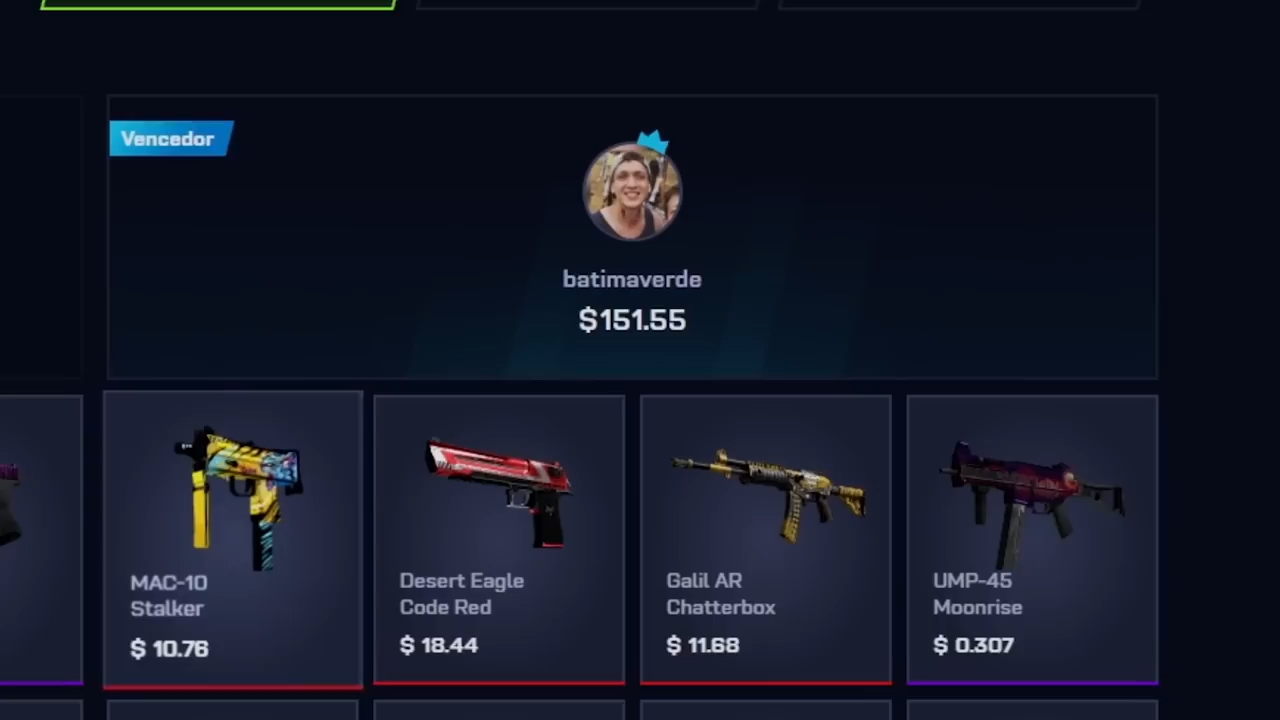 Vencedor
batimaverde
$151.55
MAC-10
Stalker
$ 10.76
Desert Eagle
Code Red
$ 18.44
Galil AR
Chatterbox
$ 11.68
UMP-45
Moonrise
$ 0.307